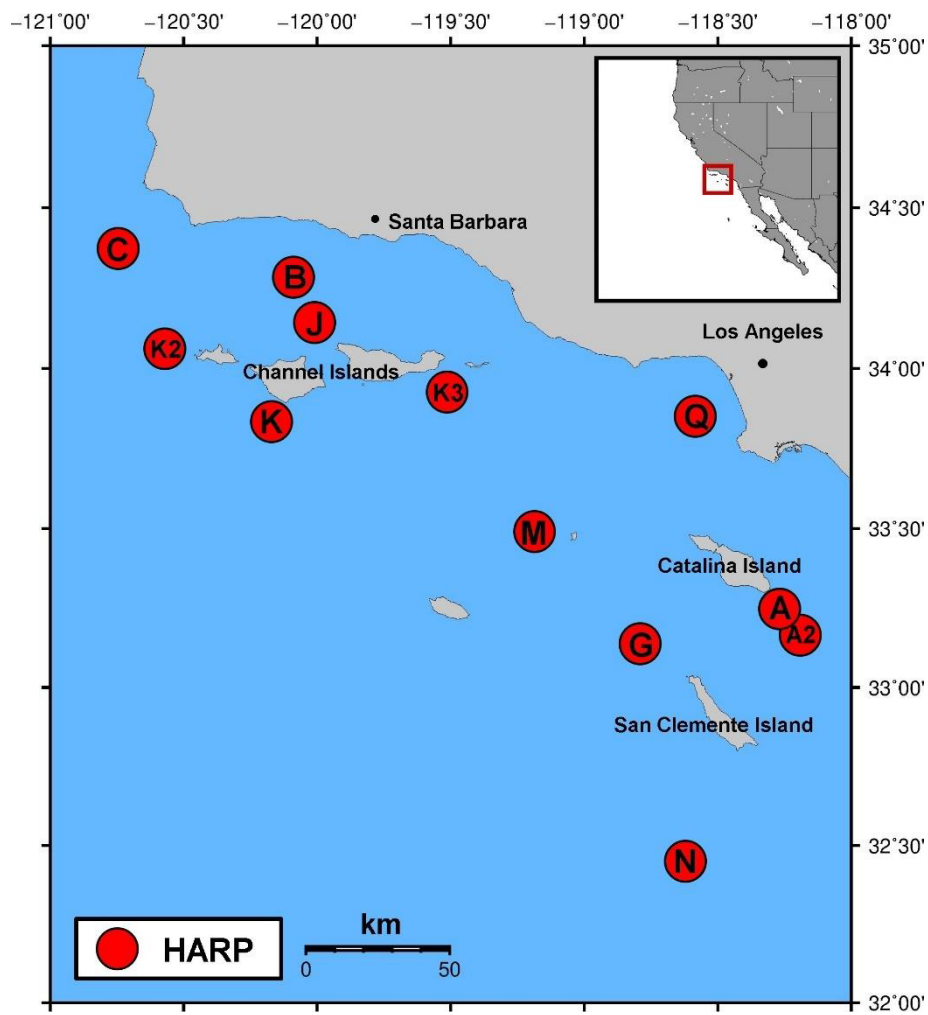 −121˚00'
−120˚30'
−120˚00'
−119˚30'
−119˚00'
−118˚30'
−118˚00'
35˚00'
Santa Barbara
34˚30'
C
B
J
Los Angeles
K2
Channel Islands
34˚00'
K3
K
Q
M
33˚30'
Catalina Island
A
A2
G
33˚00'
San Clemente Island
32˚30'
N
HARP
km
0
50
32˚00'